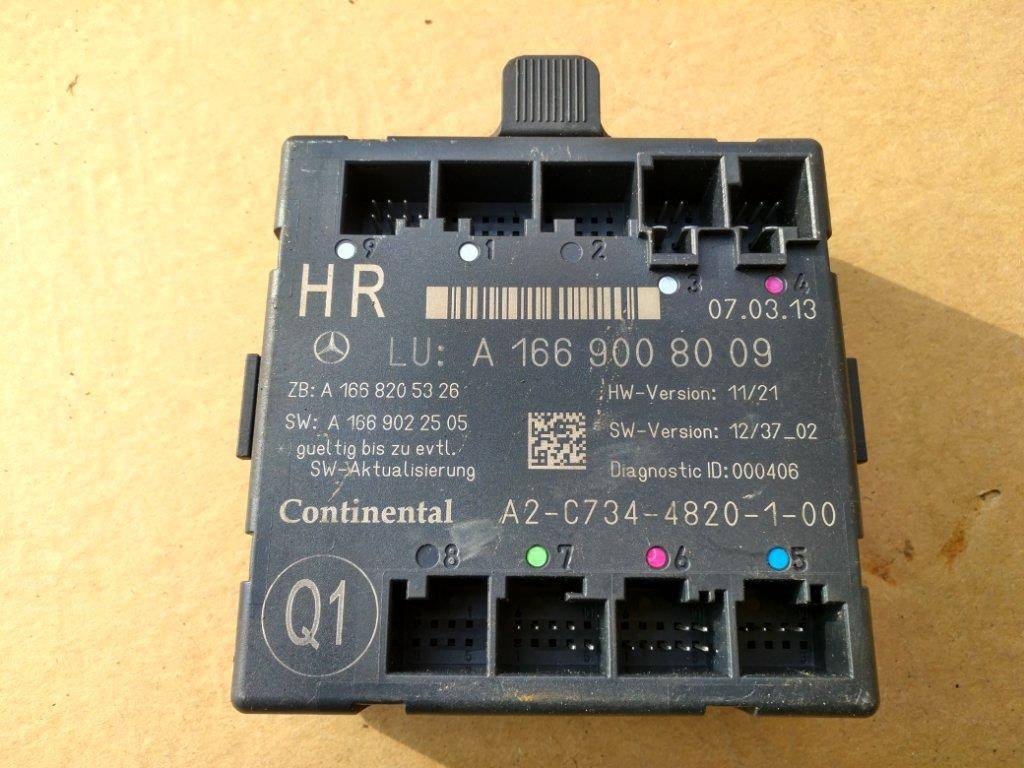 9 1 2
3 4
HR
07.03.13
LU: A 166 900 80 09
ZB: A 166 820 53 26
HW-Version: 11/21
SW: A 166 902 25 05
SW-Version: 12/37_02
gueltig bis zu evtl.
SW-Aktualisierung
Diagnostic ID: 000406
Continental A2-C734-4820-1-00
8 7 6 5
Q1